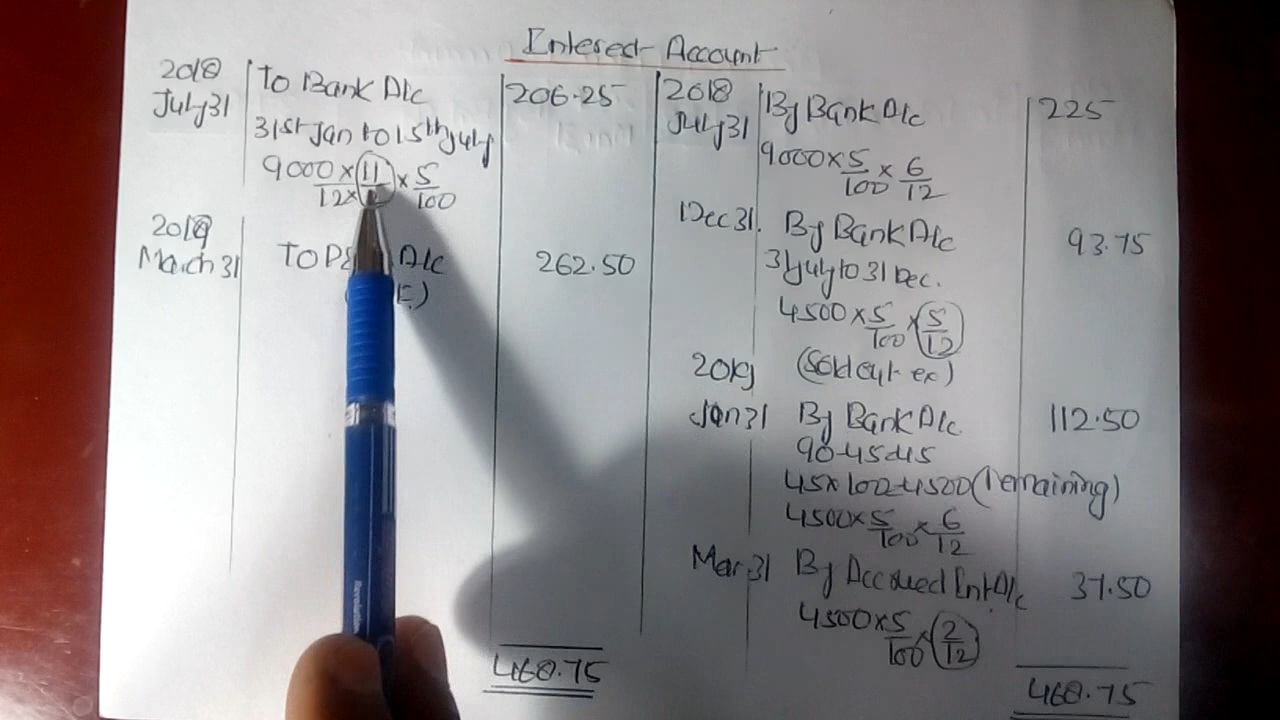 Interest Account
2018
July 31
To Bank A/c
206.25
31st Jan to 15th July
9000 × 11/12× × 5/100
2019
March 31
To P& A/c
262.50
E)
468.75
2018
July 31
By Bank A/c
225
9000 × 5/100 × 6/12
Dec 31.
By Bank A/c
93.75
31 July to 31 Dec.
4500 × 5/100 × 5/12
2019
(Sold cut ex)
Jan 31
By Bank A/c
112.50
90-45=45
45×100=4500 (remaining)
4500 × 5/100 × 6/12
Mar 31
By Accrued Int A/c
37.50
4500 × 5/100 × 2/12
468.75